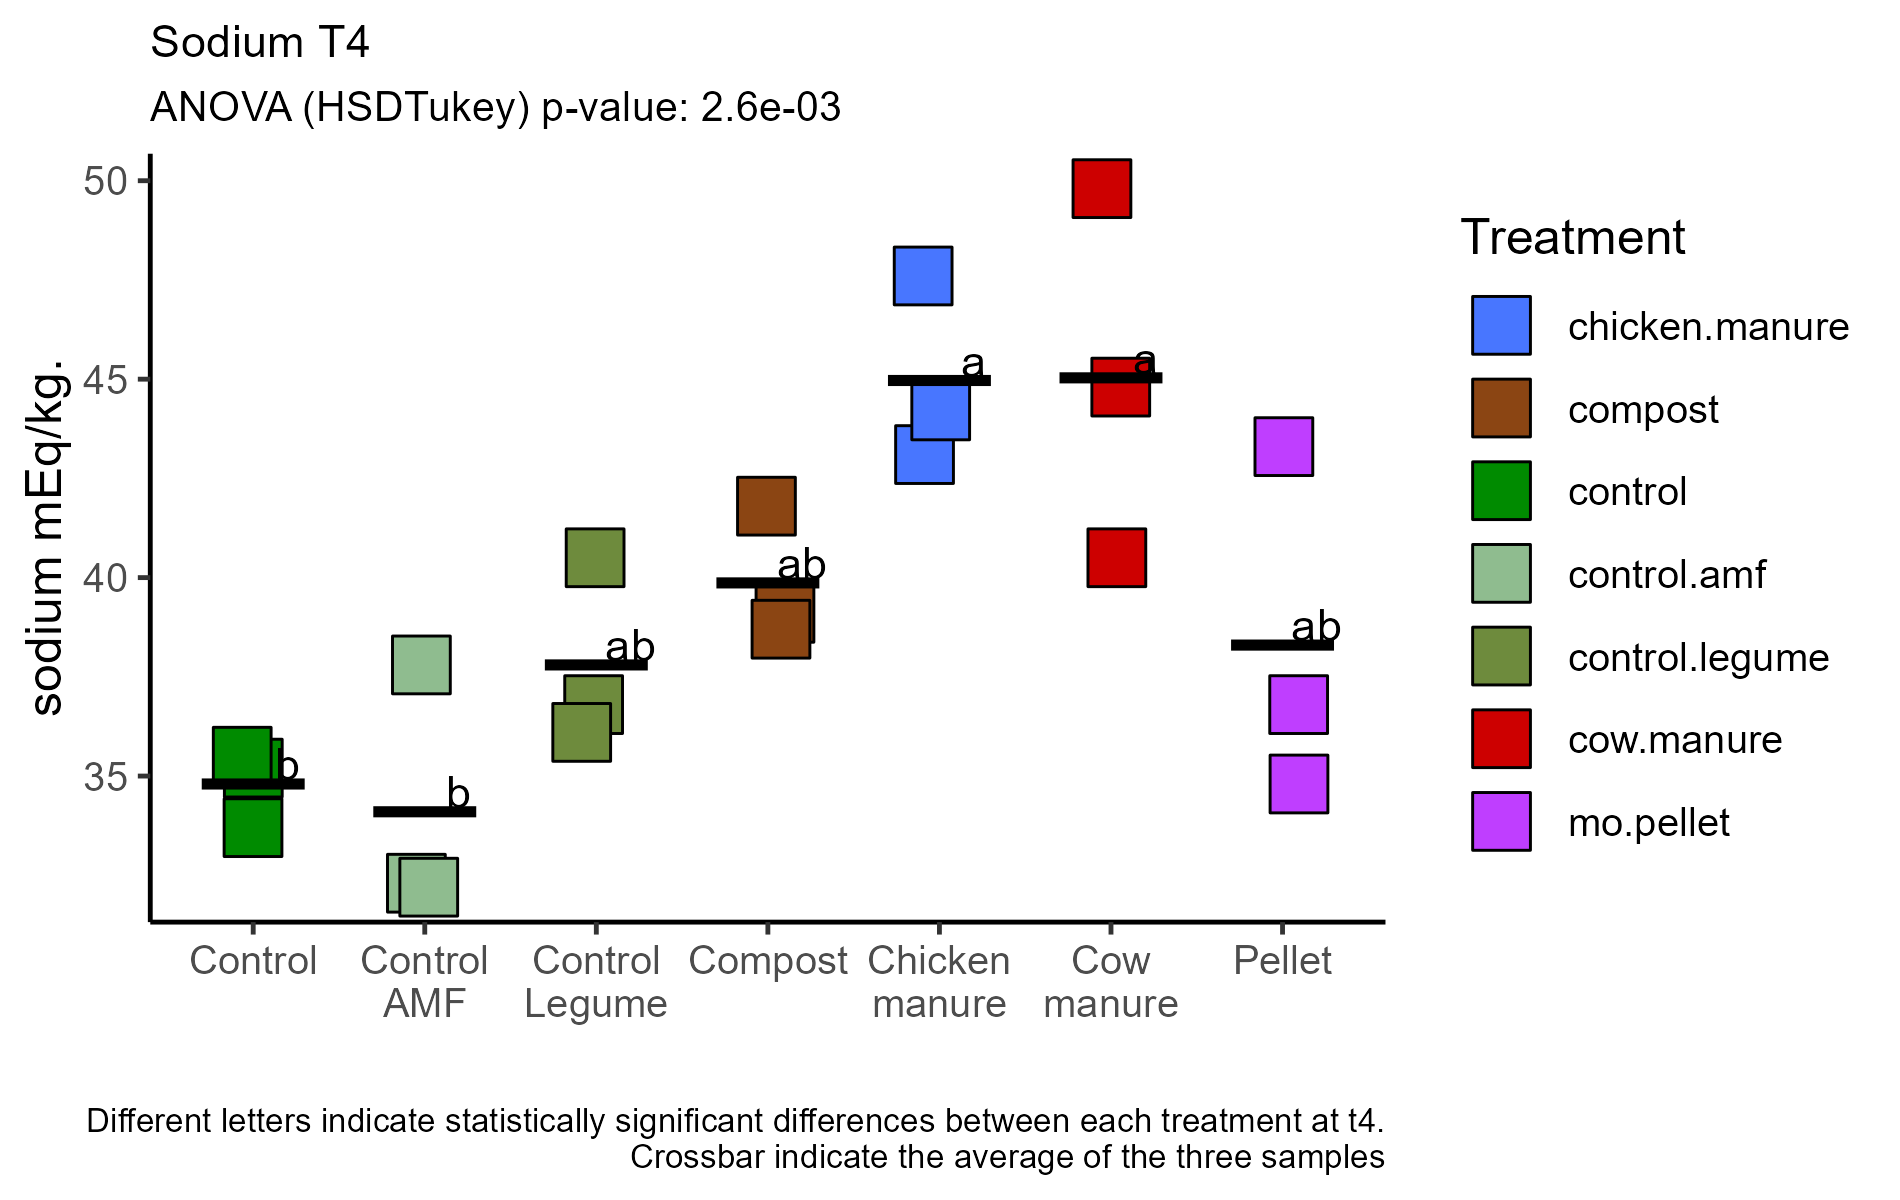 Sodium T4
ANOVA (HSDTukey) p-value: 2.6e-03
sodium mEq/kg.
50
45
40
35
b
b
ab
ab
a
a
ab
Control
Control
AMF
Control
Legume
Compost
Chicken
manure
Cow
manure
Pellet
Treatment
chicken.manure
compost
control
control.amf
control.legume
cow.manure
mo.pellet
Different letters indicate statistically significant differences between each treatment at t4.
Crossbar indicate the average of the three samples